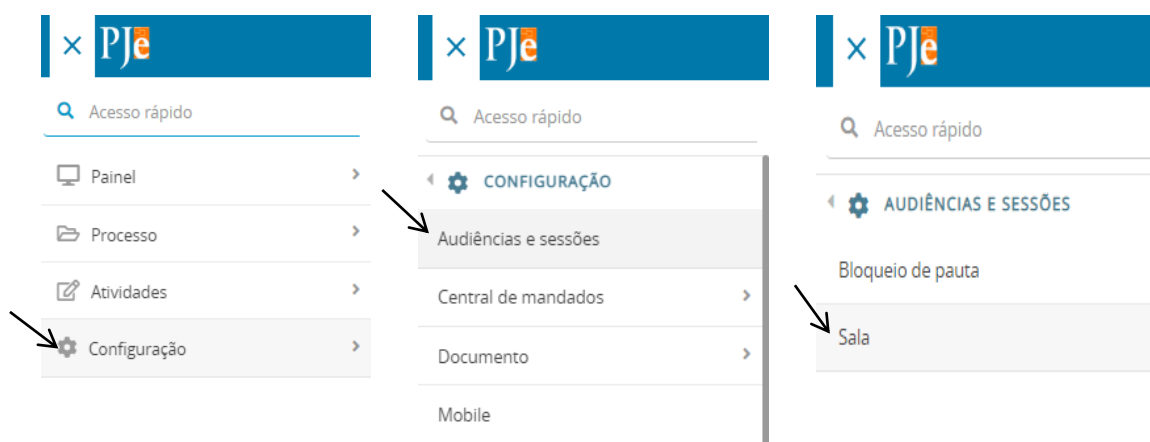 PJe
Acesso rápido
Painel
Processo
Atividades
Configuração
PJe
Acesso rápido
CONFIGURAÇÃO
Audiências e sessões
Central de mandados
Documento
Mobile
PJe
Acesso rápido
AUDIÊNCIAS E SESSÕES
Bloqueio de pauta
Sala